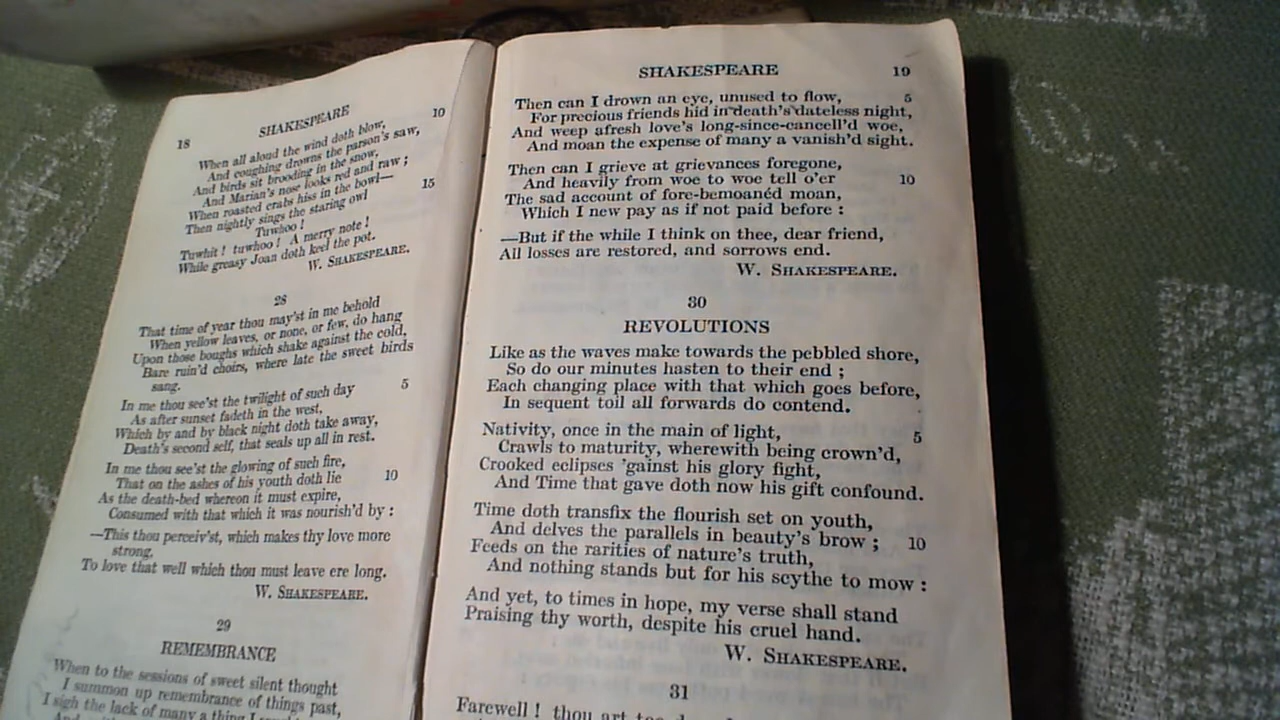 18 SHAKESPEARE
When all aloud the wind doth blow, 10
And coughing drowns the parson's saw,
And birds sit brooding in the snow,
And Marian's nose looks red and raw ;
When roasted crabs hiss in the bowl— 15
Then nightly sings the staring owl
Tuwhoo !
Tuwhit ! tuwhoo ! A merry note !
While greasy Joan doth keel the pot.
W. SHAKESPEARE.
28
That time of year thou may'st in me behold
When yellow leaves, or none, or few, do hang
Upon those boughs which shake against the cold,
Bare ruin'd choirs, where late the sweet birds
sang.
In me thou see'st the twilight of such day 5
As after sunset fadeth in the west,
Which by and by black night doth take away,
Death's second self, that seals up all in rest.
In me thou see'st the glowing of such fire,
That on the ashes of his youth doth lie 10
As the death-bed whereon it must expire,
Consumed with that which it was nourish'd by :
—This thou perceiv'st, which makes thy love more
strong,
To love that well which thou must leave ere long.
W. SHAKESPEARE.
29
REMEMBRANCE
When to the sessions of sweet silent thought
I summon up remembrance of things past,
I sigh the lack of many a thing I
SHAKESPEARE 19
Then can I drown an eye, unused to flow, 5
For precious friends hid in death's dateless night,
And weep afresh love's long-since-cancell'd woe,
And moan the expense of many a vanish'd sight.
Then can I grieve at grievances foregone,
And heavily from woe to woe tell o'er 10
The sad account of fore-bemoanéd moan,
Which I new pay as if not paid before :
—But if the while I think on thee, dear friend,
All losses are restored, and sorrows end.
W. SHAKESPEARE.
30
REVOLUTIONS
Like as the waves make towards the pebbled shore,
So do our minutes hasten to their end ;
Each changing place with that which goes before,
In sequent toil all forwards do contend.
Nativity, once in the main of light, 5
Crawls to maturity, wherewith being crown'd,
Crooked eclipses 'gainst his glory fight,
And Time that gave doth now his gift confound.
Time doth transfix the flourish set on youth,
And delves the parallels in beauty's brow ; 10
Feeds on the rarities of nature's truth,
And nothing stands but for his scythe to mow :
And yet, to times in hope, my verse shall stand
Praising thy worth, despite his cruel hand.
W. SHAKESPEARE.
31
Farewell ! thou art too